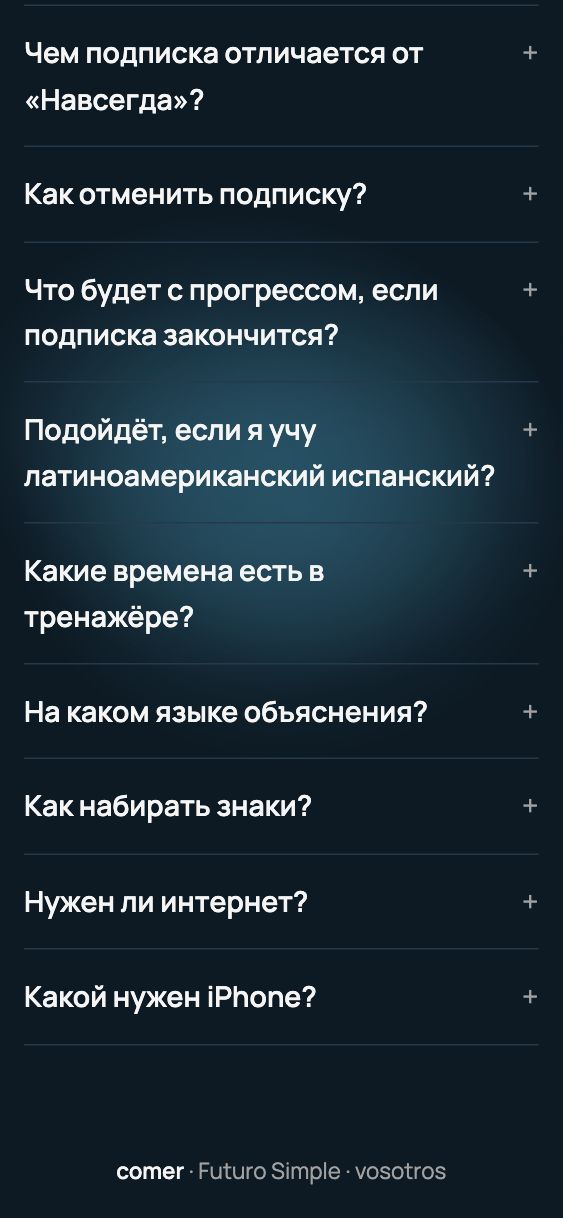 Чем подписка отличается от +
«Навсегда»?
Как отменить подписку? +
Что будет с прогрессом, если +
подписка закончится?
Подойдёт, если я учу +
латиноамериканский испанский?
Какие времена есть в +
тренажёре?
На каком языке объяснения? +
Как набирать знаки? +
Нужен ли интернет? +
Какой нужен iPhone? +
comer · Futuro Simple · vosotros